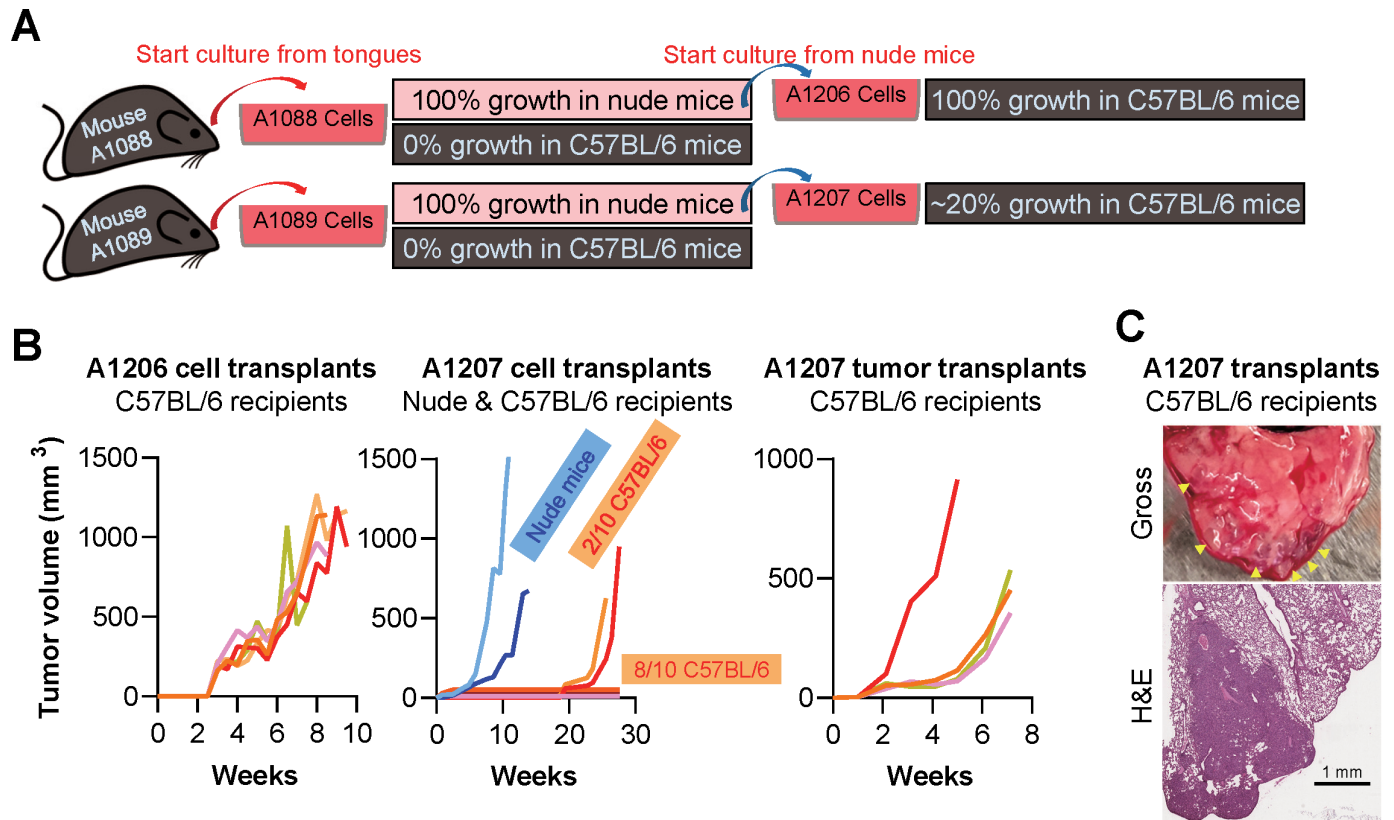 A
Start culture from tongues
Start culture from nude mice
Mouse
A1088
A1088 Cells
100% growth in nude mice
0% growth in C57BL/6 mice
A1206 Cells
100% growth in C57BL/6 mice
Mouse
A1089
A1089 Cells
100% growth in nude mice
0% growth in C57BL/6 mice
A1207 Cells
~20% growth in C57BL/6 mice
B
A1206 cell transplants
C57BL/6 recipients
Tumor volume (mm3)
1500
1000
500
0
0 2 4 6 8 10
Weeks
A1207 cell transplants
Nude & C57BL/6 recipients
1500
1000
500
0
0 10 20 30
Weeks
Nude mice
2/10 C57BL/6
8/10 C57BL/6
A1207 tumor transplants
C57BL/6 recipients
1000
500
0
0 2 4 6 8
Weeks
C
A1207 transplants
C57BL/6 recipients
Gross
H&E
1 mm